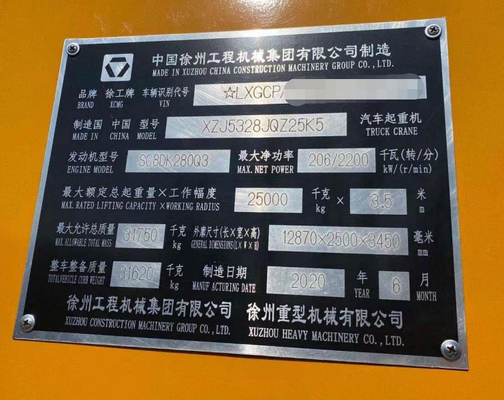 中国徐州工程机械集团有限公司制造
MADE IN XUZHOU CHINA CONSTRUCTION MACHINERY GROUP CO.,LTD.
品牌 徐工牌 车辆识别代号 ☆LXGCP/
BRAND XCMG VIN
制造国 中国 型号 XZJ5328JQZ25K5 汽车起重机
MADE IN CHINA MODEL TRUCK CRANE
发动机型号 SC8DK280Q3 最大净功率 206/2200 千瓦(转/分)
ENGINE MODEL MAX. NET POWER kW/(r/min)
最大额定总起重量×工作幅度 25000 千克 × 3.5 米
MAX. RATED LIFTING CAPACITY ×WORKING RADIUS kg m
最大允许总质量 31750 千克 外廓尺寸(长×宽×高) 12870×2500×3450 毫米
MAX. ALLOWABLE TOTAL MASS kg GENERAL DIMENSIONS(L×W×H) mm
整车整备质量 31620 千克 制造日期 2020 年 6 月
TOTAL VEHICLE CURB WEIGHT kg MANUFACTURING DATE YEAR MONTH
徐州工程机械集团有限公司 徐州重型机械有限公司
XUZHOU CONSTRUCTION MACHINERY GROUP CO.,LTD. XUZHOU HEAVY MACHINERY CO.,LTD.